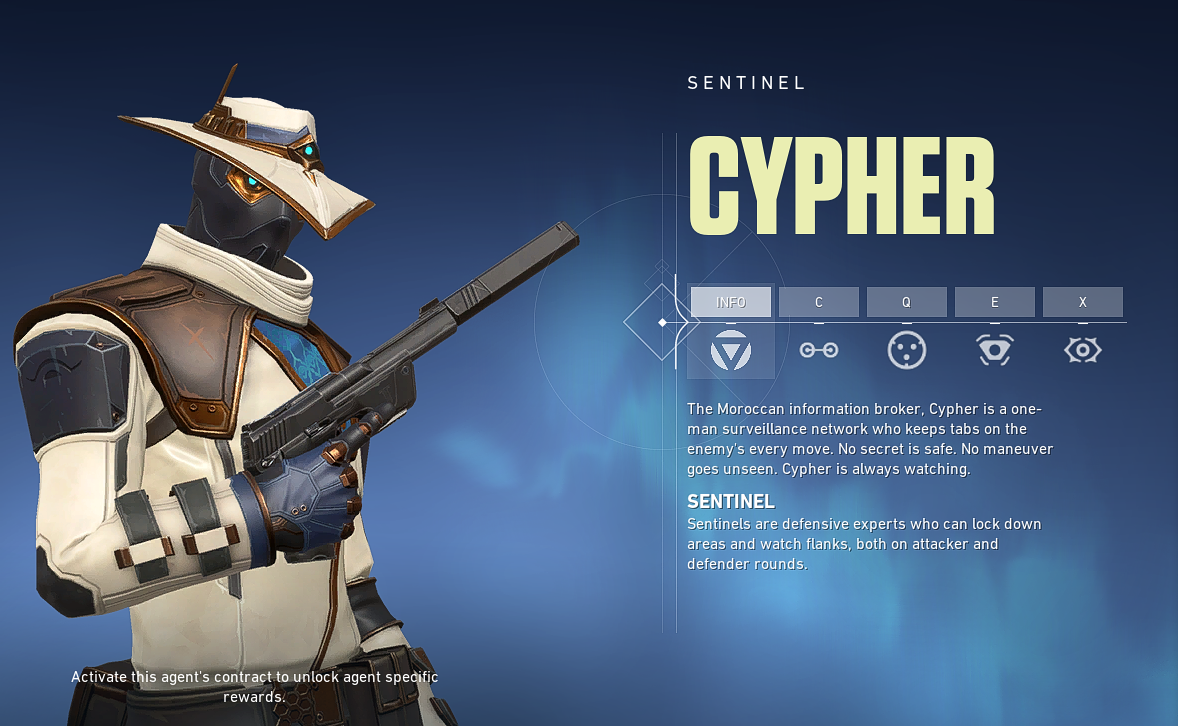 SENTINEL
CYPHER
INFO C Q E X
The Moroccan information broker, Cypher is a one-
man surveillance network who keeps tabs on the
enemy's every move. No secret is safe. No maneuver
goes unseen. Cypher is always watching.
SENTINEL
Sentinels are defensive experts who can lock down
areas and watch flanks, both on attacker and
defender rounds.
Activate this agent's contract to unlock agent specific
rewards.